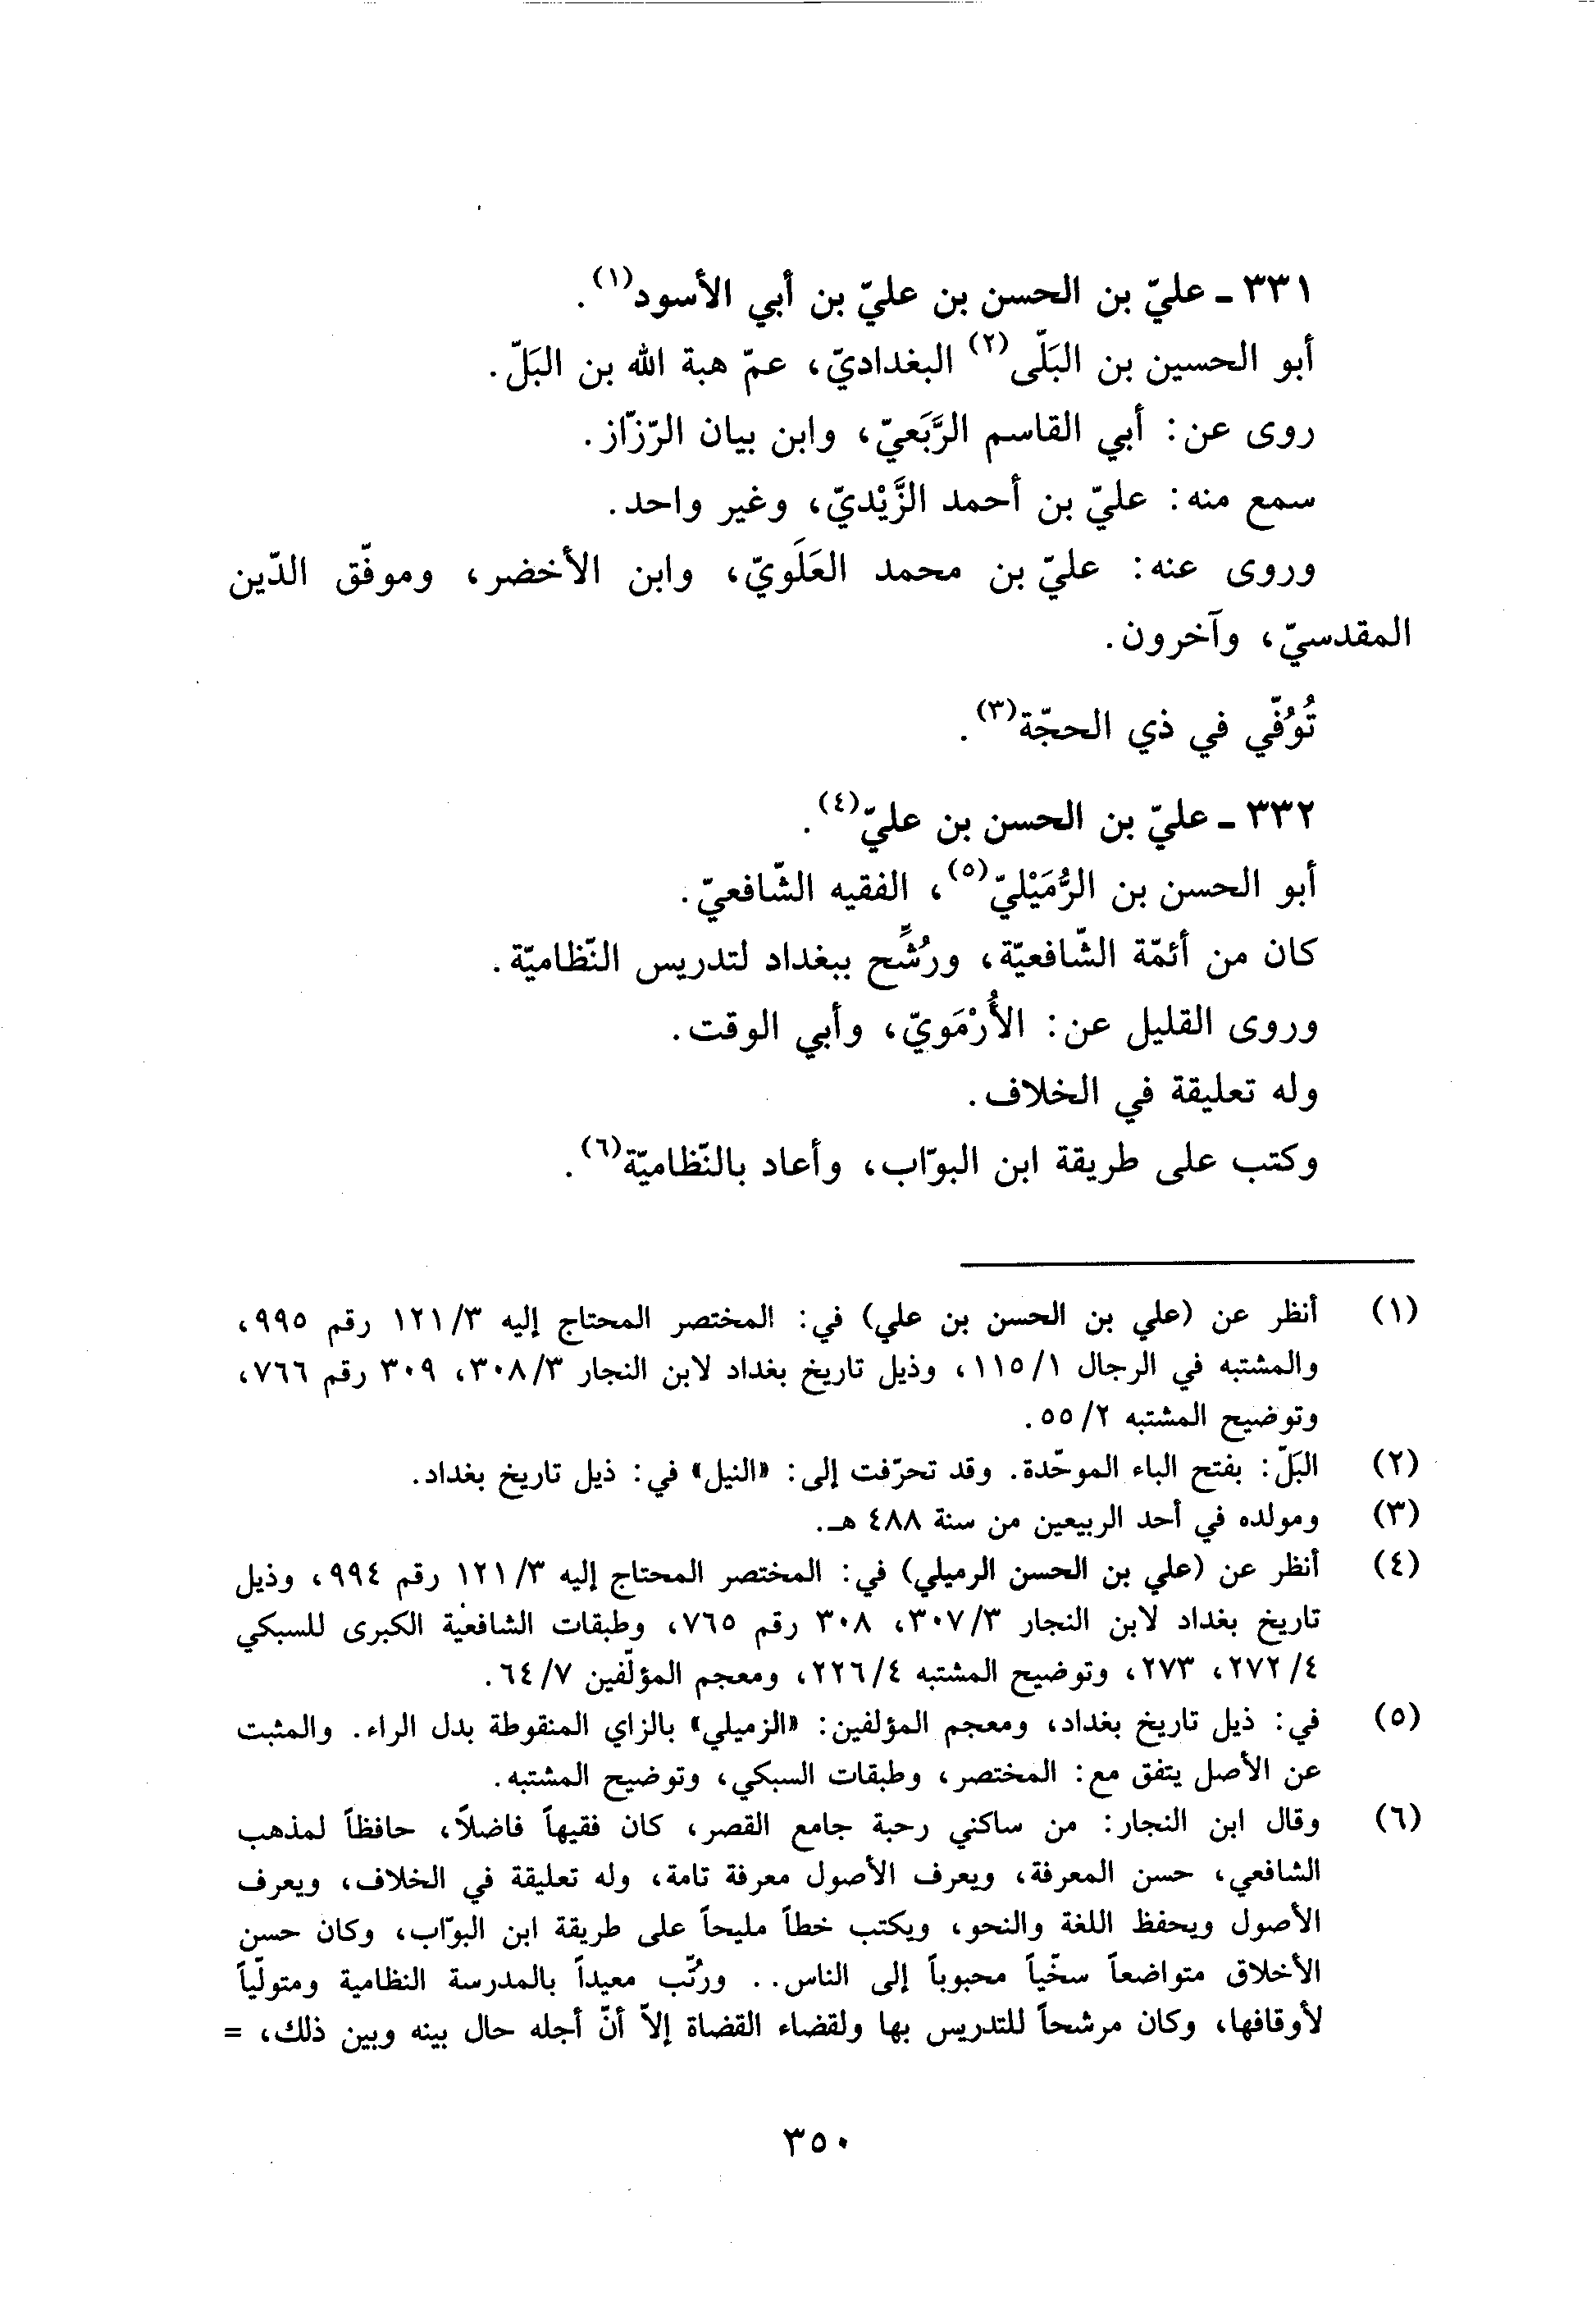 ٣٣١ ـ عليّ بن الحسن بن عليّ بن أبي الأسود(١).
أبو الحسين بن البَلّى(٢) البغداديّ، عمّ هبة الله بن البَلّ.
روى عن: أبي القاسم الرَّبَعيّ، وابن بيان الرّزّاز.
سمع منه: عليّ بن أحمد الزَّيْديّ، وغير واحد.
وروى عنه: عليّ بن محمد العَلَويّ، وابن الأخضر، وموفّق الدّين
المقدسيّ، وآخرون.
تُوُفّي في ذي الحجّة(٣).
٣٣٢ ـ عليّ بن الحسن بن عليّ(٤).
أبو الحسن بن الرُّمَيْليّ(٥)، الفقيه الشّافعيّ.
كان من أئمّة الشّافعيّة، ورُشِّح ببغداد لتدريس النّظاميّة.
وروى القليل عن: الأُرْمَويّ، وأبي الوقت.
وله تعليقة في الخلاف.
وكتب على طريقة ابن البوّاب، وأعاد بالنّظاميّة(٦).
(١) أنظر عن (علي بن الحسن بن علي) في: المختصر المحتاج إليه ٣/١٢١ رقم ٩٩٥،
والمشتبه في الرجال ١/١١٥، وذيل تاريخ بغداد لابن النجار ٣/٣٠٨، ٣٠٩ رقم ٧٦٦،
وتوضيح المشتبه ٢/٥٥.
(٢) البَلّ: بفتح الباء الموحّدة. وقد تحرّفت إلى: «النيل» في: ذيل تاريخ بغداد.
(٣) ومولده في أحد الربيعين من سنة ٤٨٨ هـ.
(٤) أنظر عن (علي بن الحسن الرميلي) في: المختصر المحتاج إليه ٣/١٢١ رقم ٩٩٤، وذيل
تاريخ بغداد لابن النجار ٣/٣٠٧، ٣٠٨ رقم ٧٦٥، وطبقات الشافعية الكبرى للسبكي
٤/٢٧٢، ٢٧٣، وتوضيح المشتبه ٤/٢٢٦، ومعجم المؤلّفين ٧/٦٤.
(٥) في: ذيل تاريخ بغداد، ومعجم المؤلفين: «الزميلي» بالزاي المنقوطة بدل الراء. والمثبت
عن الأصل يتفق مع: المختصر، وطبقات السبكي، وتوضيح المشتبه.
(٦) وقال ابن النجار: من ساكني رحبة جامع القصر، كان فقيهاً فاضلاً، حافظاً لمذهب
الشافعي، حسن المعرفة، ويعرف الأصول معرفة تامة، وله تعليقة في الخلاف، ويعرف
الأصول ويحفظ اللغة والنحو، ويكتب خطاً مليحاً على طريقة ابن البوّاب، وكان حسن
الأخلاق متواضعاً سخّياً محبوباً إلى الناس.. ورُتّب معيداً بالمدرسة النظامية ومتولّياً
لأوقافها، وكان مرشحاً للتدريس بها ولقضاء القضاة إلاّ أنّ أجله حال بينه وبين ذلك، =
٣٥٠